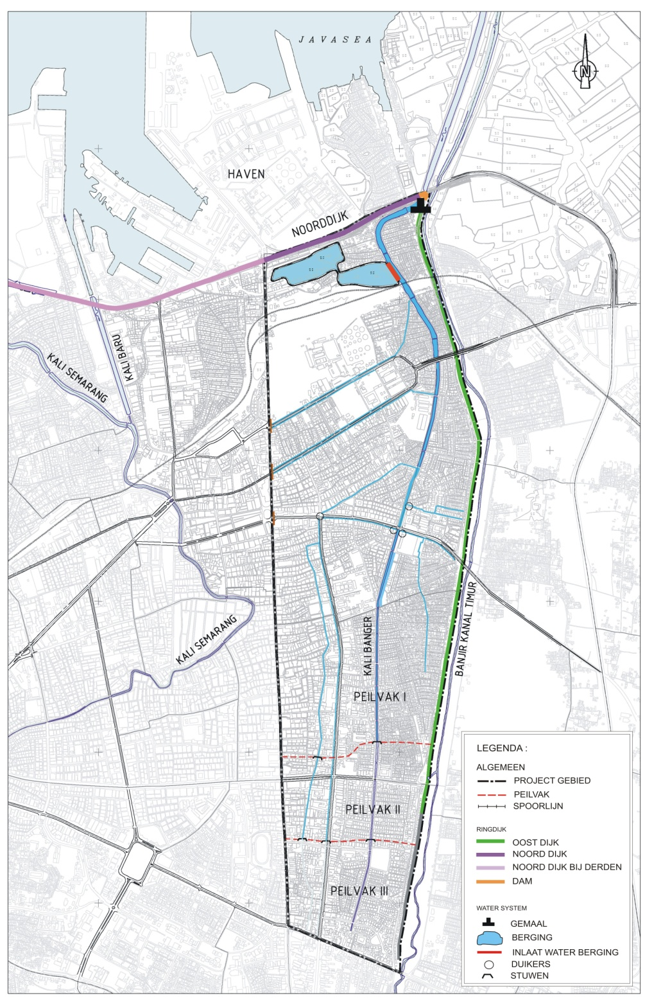 JAVASEA
N
HAVEN
NOORDDIJK
KALI BARU
KALI SEMARANG
KALI SEMARANG
KALI BANGER
BANJIR KANAL TIMUR
PEILVAK I
PEILVAK II
PEILVAK III
LEGENDA :
ALGEMEEN
PROJECT GEBIED
PEILVAK
SPOORLIJN
RINGDIJK
OOST DIJK
NOORD DIJK
NOORD DIJK BIJ DERDEN
DAM
WATER SYSTEM
GEMAAL
BERGING
INLAAT WATER BERGING
DUIKERS
STUWEN